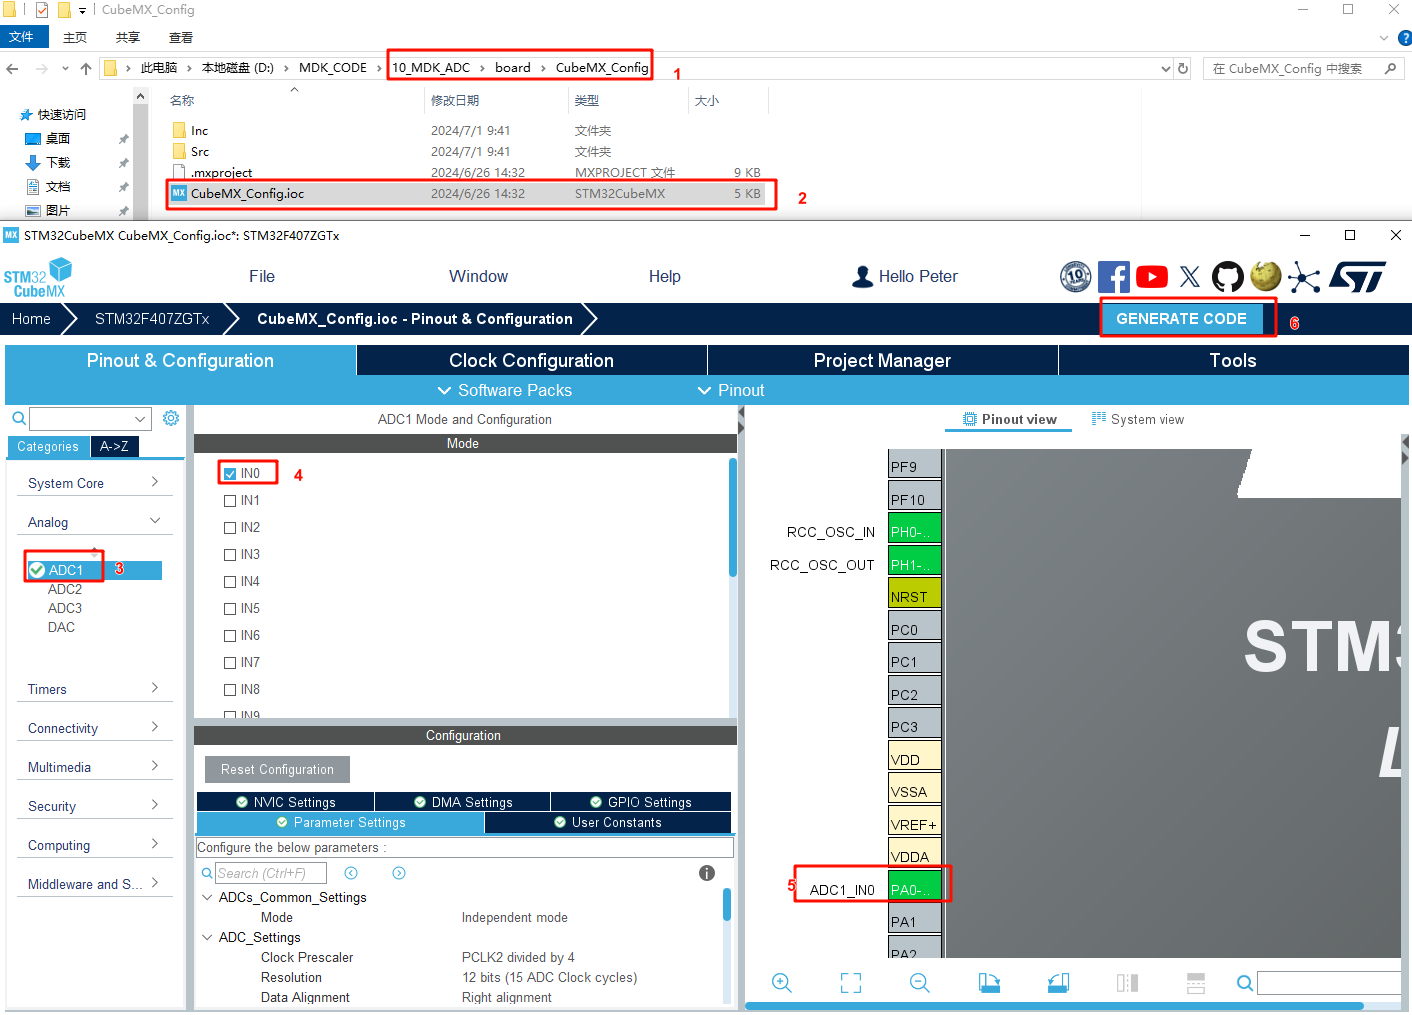 CubeMX_Config
文件 主页 共享 查看
此电脑 本地磁盘 (D:) MDK_CODE 10_MDK_ADC board CubeMX_Config 1
在 CubeMX_Config 中搜索
名称 修改日期 类型 大小
快速访问
桌面
下载
文档
图片
Inc 2024/7/1 9:41 文件夹
Src 2024/7/1 9:41 文件夹
.mxproject 2024/6/26 14:32 MXPROJECT 文件 9 KB
MX CubeMX_Config.ioc 2024/6/26 14:32 STM32CubeMX 5 KB 2
MX STM32CubeMX CubeMX_Config.ioc*: STM32F407ZGTx
STM32
CubeMX
File Window Help Hello Peter
10
Home STM32F407ZGTx CubeMX_Config.ioc - Pinout & Configuration GENERATE CODE 6
Pinout & Configuration Clock Configuration Project Manager Tools
Software Packs Pinout
Categories A->Z
System Core
Analog
ADC1 3
ADC2
ADC3
DAC
Timers
Connectivity
Multimedia
Security
Computing
Middleware and S...
ADC1 Mode and Configuration
Mode
IN0 4
IN1
IN2
IN3
IN4
IN5
IN6
IN7
IN8
IN9
Configuration
Reset Configuration
NVIC Settings DMA Settings GPIO Settings
Parameter Settings User Constants
Configure the below parameters :
Search (Ctrl+F)
ADCs_Common_Settings
Mode Independent mode
ADC_Settings
Clock Prescaler PCLK2 divided by 4
Resolution 12 bits (15 ADC Clock cycles)
Data Alignment Right alignment
Pinout view System view
PF9
PF10
RCC_OSC_IN PH0-..
RCC_OSC_OUT PH1-..
NRST
PC0
PC1
PC2
PC3
VDD
VSSA
VREF+
VDDA
5 ADC1_IN0 PA0-..
PA1
PA2
STM3
L